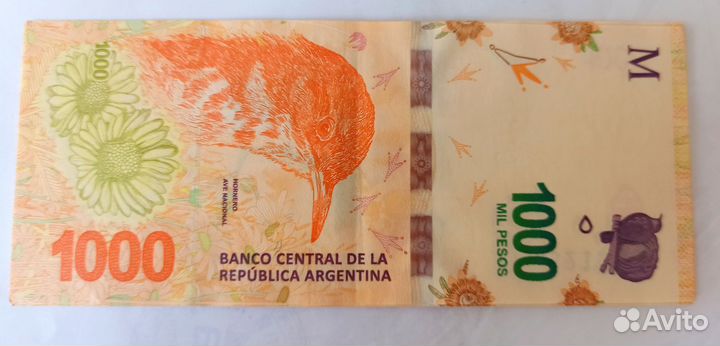 1000
M
HORNERO
AVE NACIONAL
1000
MIL PESOS
1000
BANCO CENTRAL DE LA
REPÚBLICA ARGENTINA
Avito